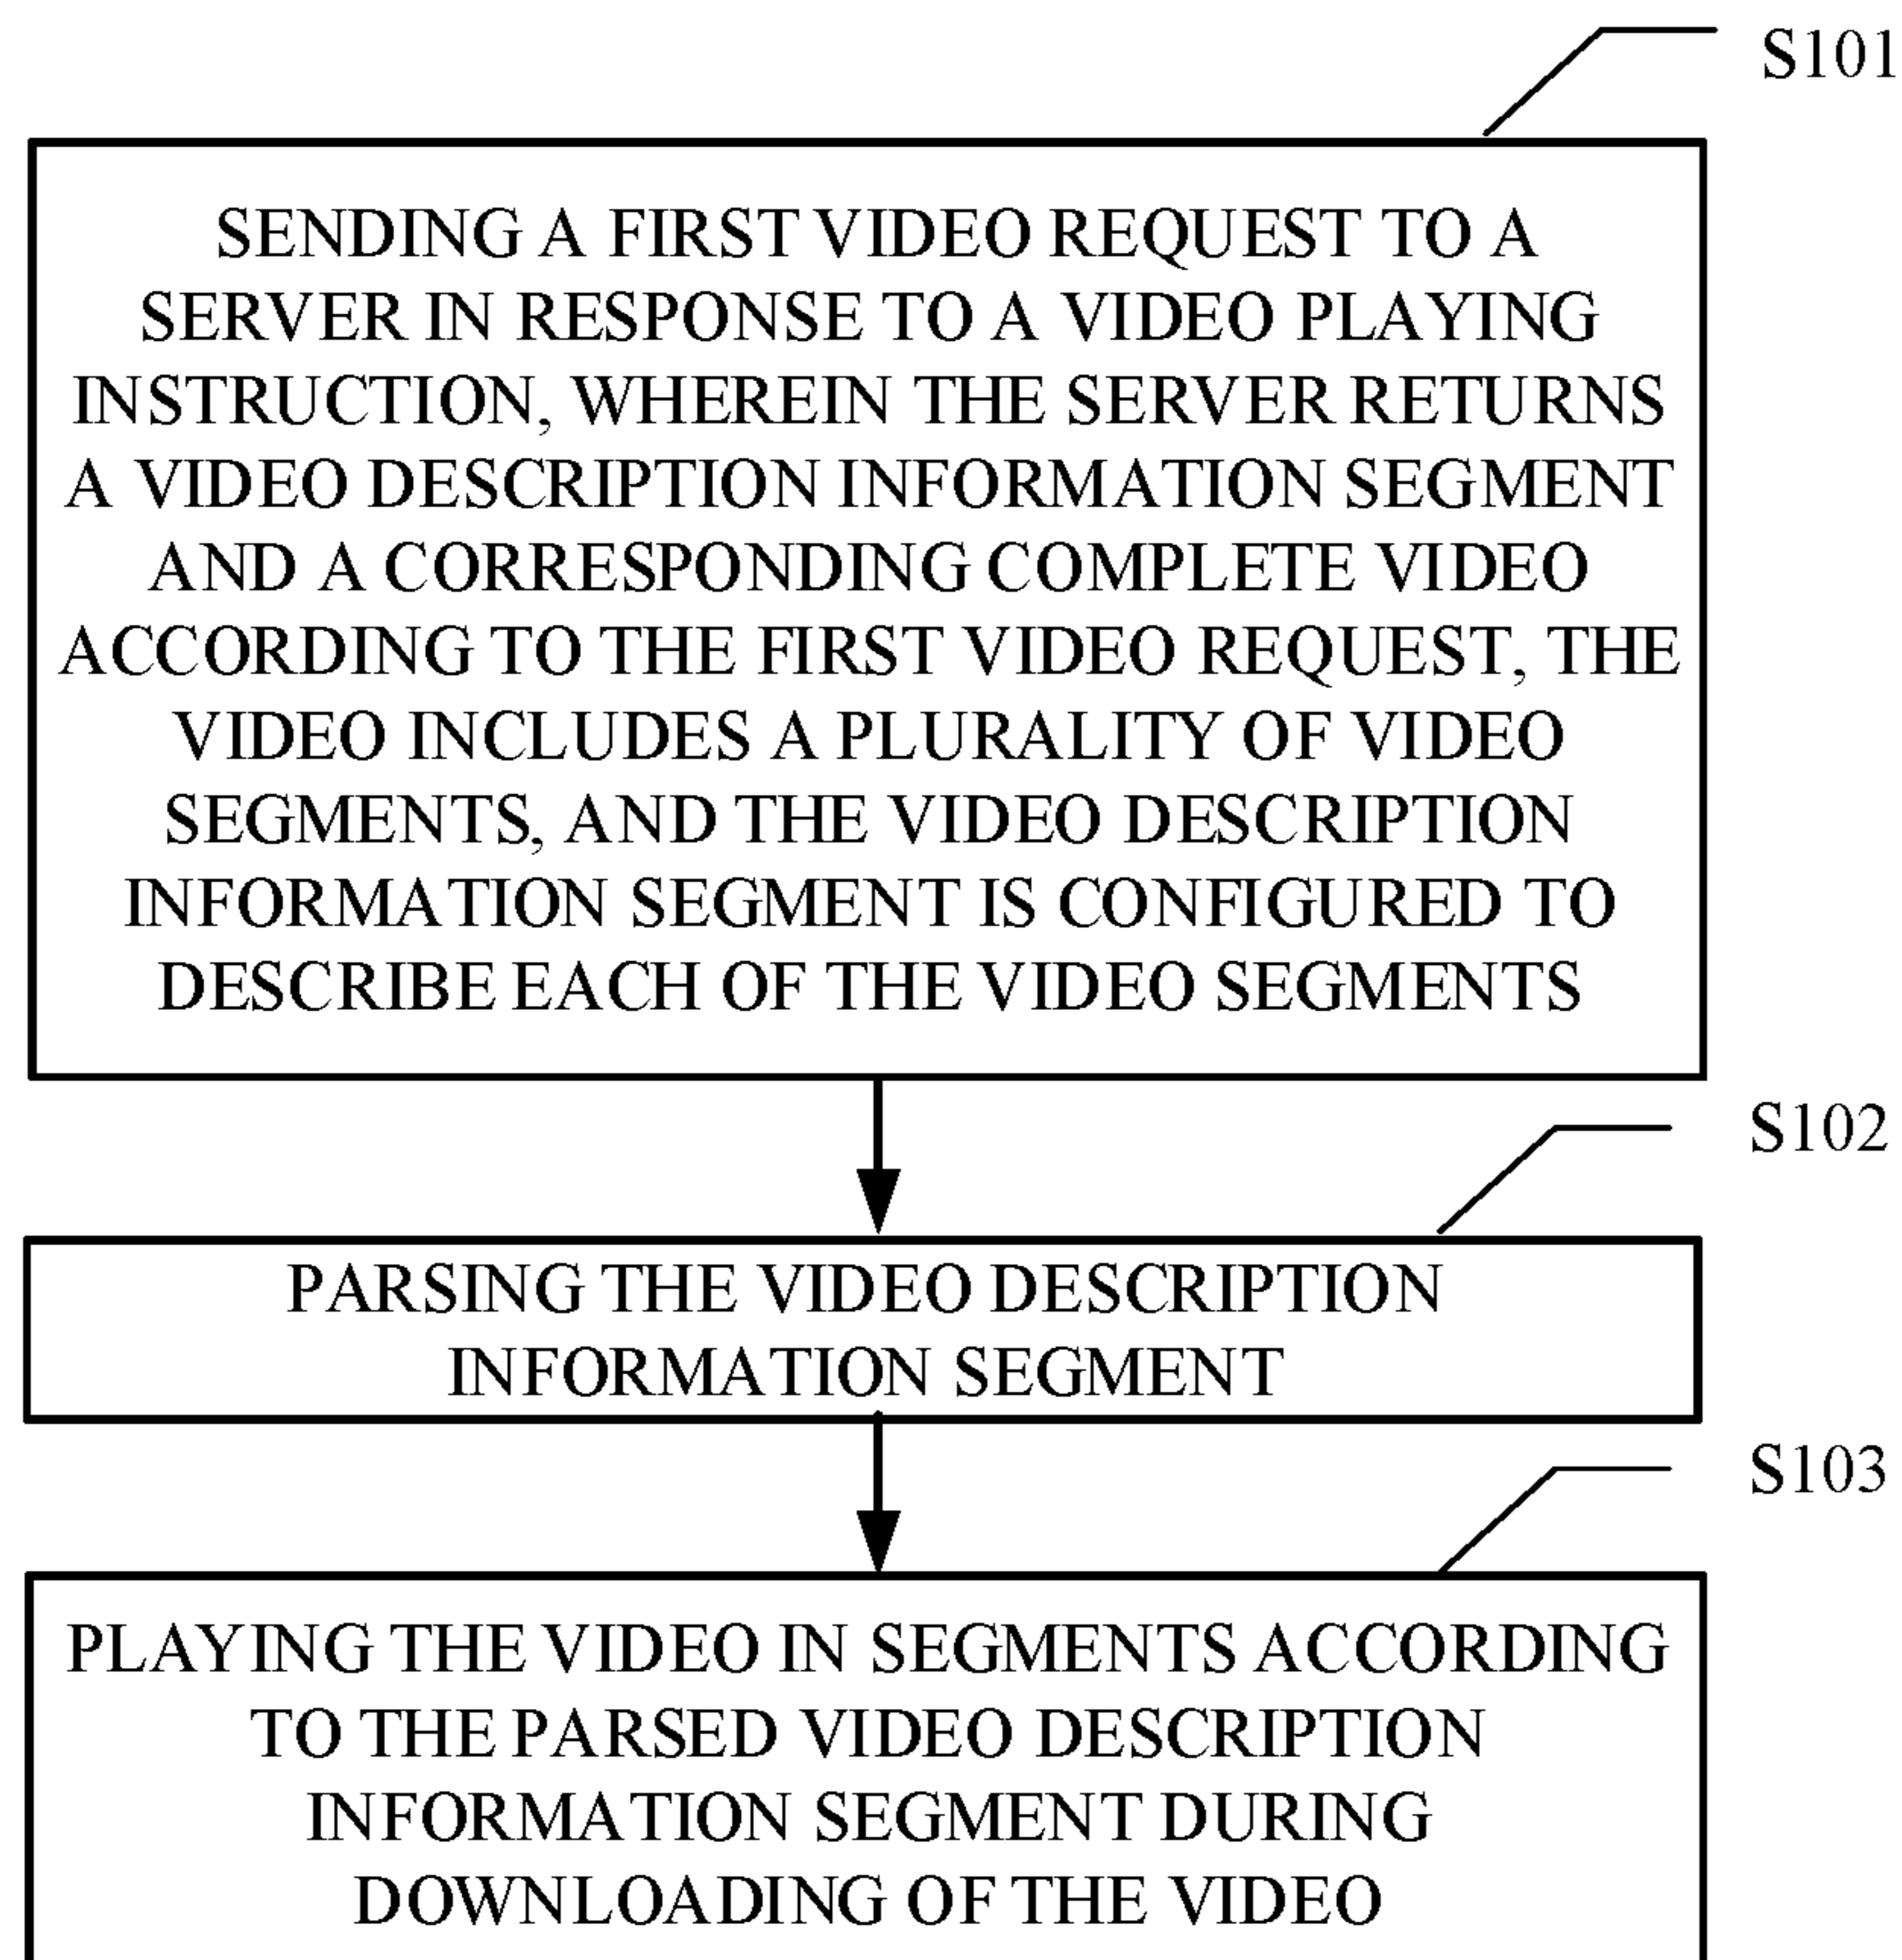 S101
SENDING A FIRST VIDEO REQUEST TO A
SERVER IN RESPONSE TO A VIDEO PLAYING
INSTRUCTION, WHEREIN THE SERVER RETURNS
A VIDEO DESCRIPTION INFORMATION SEGMENT
AND A CORRESPONDING COMPLETE VIDEO
ACCORDING TO THE FIRST VIDEO REQUEST, THE
VIDEO INCLUDES A PLURALITY OF VIDEO
SEGMENTS, AND THE VIDEO DESCRIPTION
INFORMATION SEGMENT IS CONFIGURED TO
DESCRIBE EACH OF THE VIDEO SEGMENTS
S102
PARSING THE VIDEO DESCRIPTION
INFORMATION SEGMENT
S103
PLAYING THE VIDEO IN SEGMENTS ACCORDING
TO THE PARSED VIDEO DESCRIPTION
INFORMATION SEGMENT DURING
DOWNLOADING OF THE VIDEO